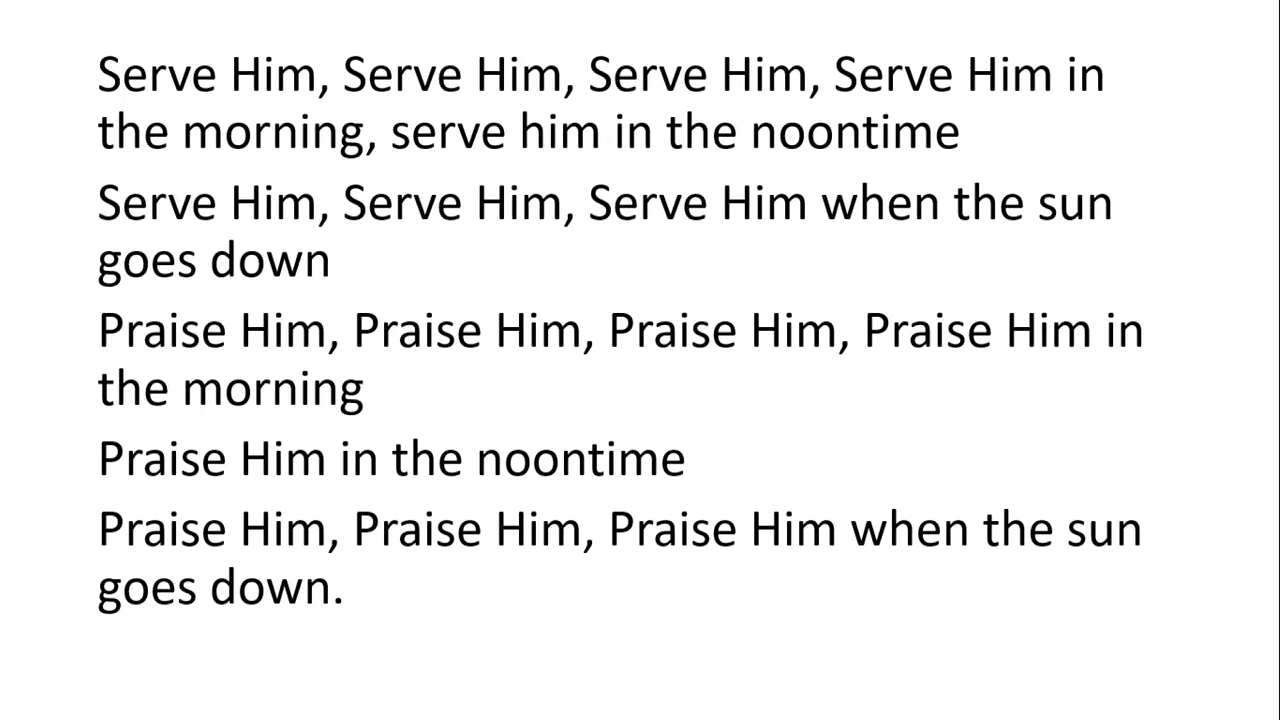 Serve Him, Serve Him, Serve Him, Serve Him in
the morning, serve him in the noontime
Serve Him, Serve Him, Serve Him when the sun
goes down
Praise Him, Praise Him, Praise Him, Praise Him in
the morning
Praise Him in the noontime
Praise Him, Praise Him, Praise Him when the sun
goes down.